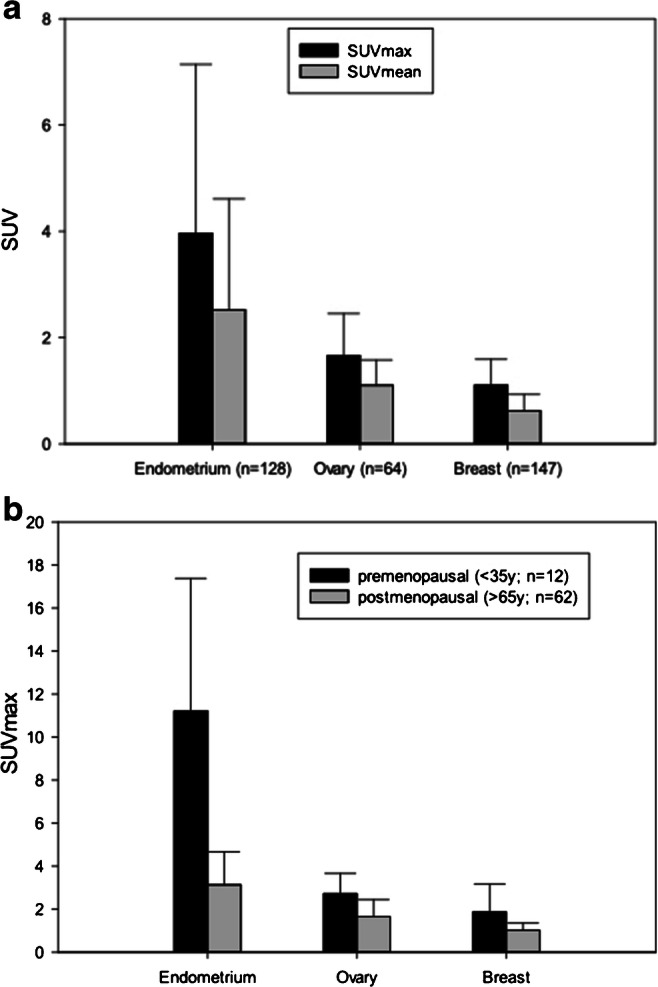 a
8
SUVmax
SUVmean
6
4
2
0
SUV
Endometrium (n=128) Ovary (n=64) Breast (n=147)
b
20
18
16
14
12
10
8
6
4
2
0
premenopausal (<35y; n=12)
postmenopausal (>65y; n=62)
SUVmax
Endometrium Ovary Breast